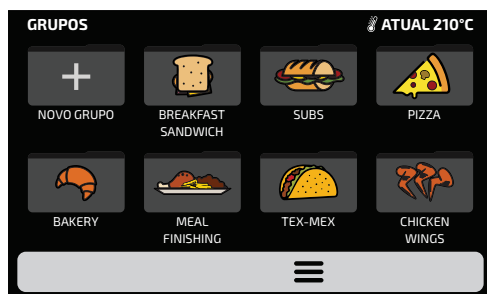 GRUPOS
ATUAL 210°C
NOVO GRUPO
BREAKFAST
SANDWICH
SUBS
PIZZA
BAKERY
MEAL
FINISHING
TEX-MEX
CHICKEN
WINGS